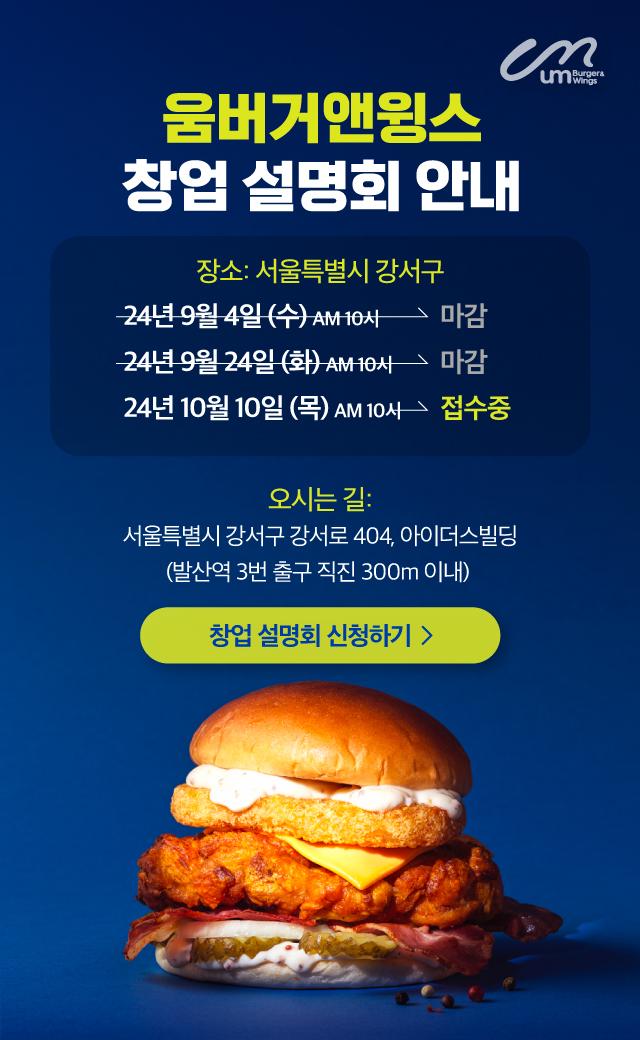 um Burger& Wings
움버거앤윙스
창업 설명회 안내
장소: 서울특별시 강서구
24년 9월 4일 (수) AM 10시 마감
24년 9월 24일 (화) AM 10시 마감
24년 10월 10일 (목) AM 10시 접수중
오시는 길:
서울특별시 강서구 강서로 404, 아이더스빌딩
(발산역 3번 출구 직진 300m 이내)
창업 설명회 신청하기 >